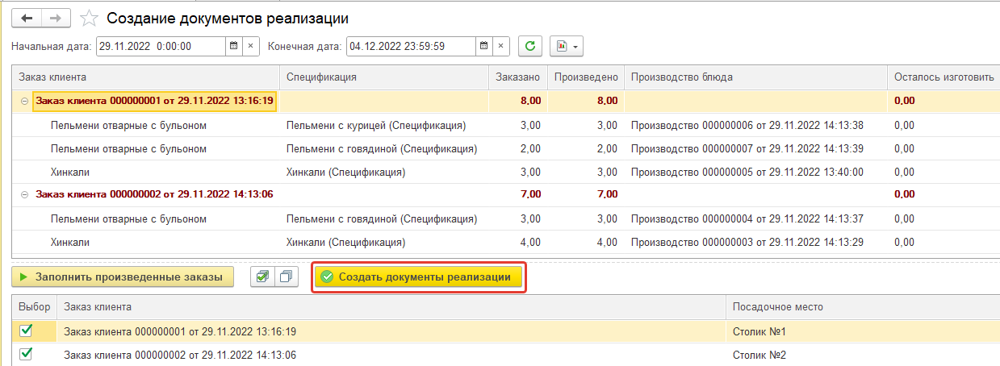 Создание документов реализации
Начальная дата: 29.11.2022 0:00:00 × Конечная дата: 04.12.2022 23:59:59 ×
Заказ клиента Спецификация Заказано Произведено Производство блюда Осталось изготовить
Заказ клиента 000000001 от 29.11.2022 13:16:19 8,00 8,00 0,00
Пельмени отварные с бульоном Пельмени с курицей (Спецификация) 3,00 3,00 Производство 000000006 от 29.11.2022 14:13:38 0,00
Пельмени отварные с бульоном Пельмени с говядиной (Спецификация) 2,00 2,00 Производство 000000007 от 29.11.2022 14:13:39 0,00
Хинкали Хинкали (Спецификация) 3,00 3,00 Производство 000000005 от 29.11.2022 13:40:00 0,00
Заказ клиента 000000002 от 29.11.2022 14:13:06 7,00 7,00 0,00
Пельмени отварные с бульоном Пельмени с говядиной (Спецификация) 3,00 3,00 Производство 000000004 от 29.11.2022 14:13:37 0,00
Хинкали Хинкали (Спецификация) 4,00 4,00 Производство 000000003 от 29.11.2022 14:13:29 0,00
Заполнить произведенные заказы Создать документы реализации
Выбор Заказ клиента Посадочное место
Заказ клиента 000000001 от 29.11.2022 13:16:19 Столик №1
Заказ клиента 000000002 от 29.11.2022 14:13:06 Столик №2